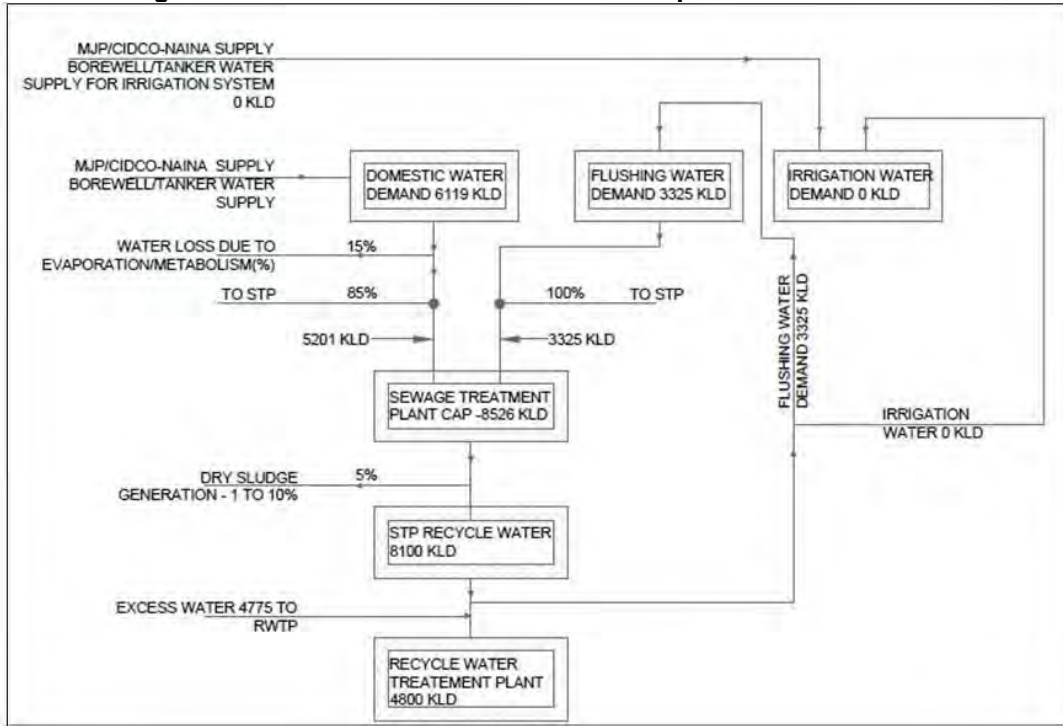 MJP/CIDCO-NAINA SUPPLY
BOREWELL/TANKER WATER
SUPPLY FOR IRRIGATION SYSTEM
0 KLD
MJP/CIDCO-NAINA SUPPLY
BOREWELL/TANKER WATER
SUPPLY
DOMESTIC WATER
DEMAND 6119 KLD
FLUSHING WATER
DEMAND 3325 KLD
IRRIGATION WATER
DEMAND 0 KLD
WATER LOSS DUE TO
EVAPORATION/METABOLISM(%)
15%
TO STP
85%
100%
TO STP
5201 KLD
3325 KLD
FLUSHING WATER
DEMAND 3325 KLD
SEWAGE TREATMENT
PLANT CAP -8526 KLD
IRRIGATION
WATER 0 KLD
DRY SLUDGE
GENERATION - 1 TO 10%
5%
STP RECYCLE WATER
8100 KLD
EXCESS WATER 4775 TO
RWTP
RECYCLE WATER
TREATEMENT PLANT
4800 KLD